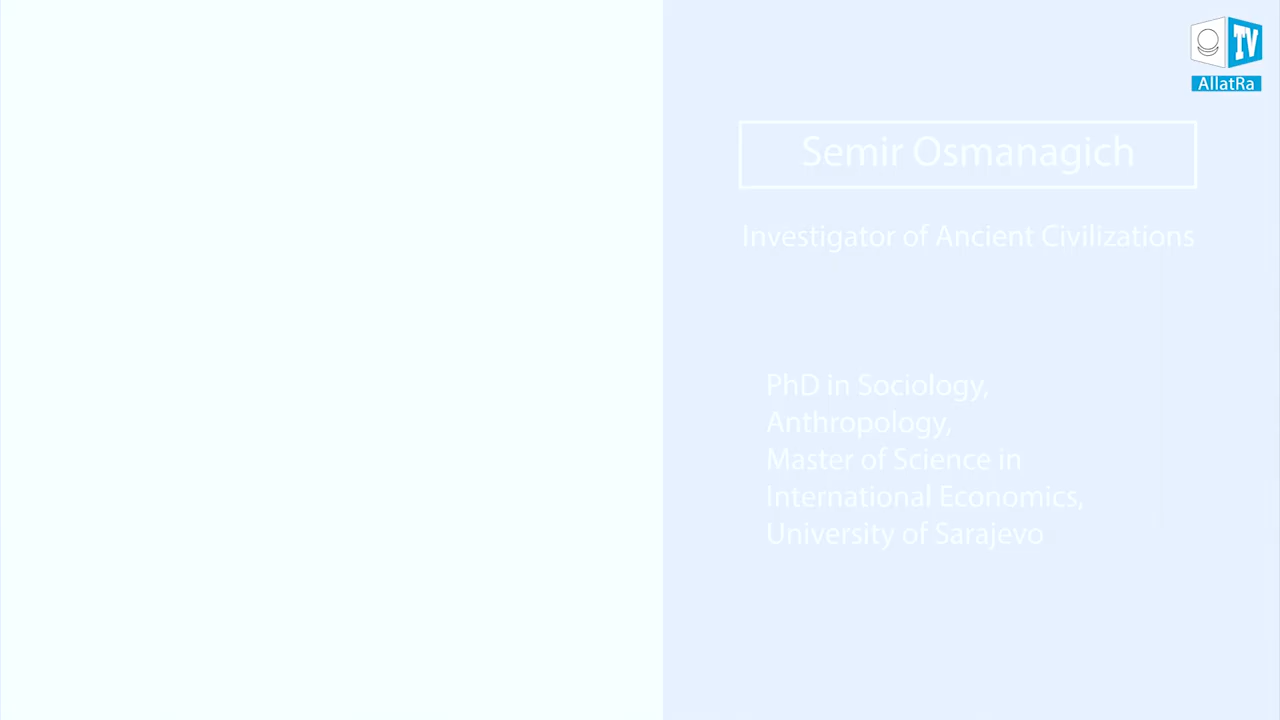 TV
AllatRa
Semir Osmanagich
Investigator of Ancient Civilizations
PhD in Sociology,
Anthropology,
Master of Science in
International Economics,
University of Sarajevo